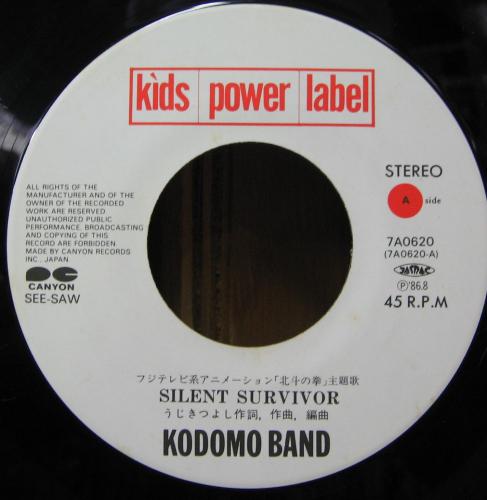 kids power label
STEREO
A side
ALL RIGHTS OF THE
MANUFACTURER AND OF THE
OWNER OF THE RECORDED
WORK ARE RESERVED
UNAUTHORIZED PUBLIC
PERFORMANCE, BROADCASTING
AND COPYING OF THIS
RECORD ARE FORBIDDEN.
MADE BY CANYON RECORDS
INC., JAPAN
CANYON
SEE-SAW
7A0620
(7A0620-A)
JASRAC
Ⓟ'86.8
45 R.P.M
フジテレビ系アニメーション「北斗の拳」主題歌
SILENT SURVIVOR
うじきつよし作詞, 作曲, 編曲
KODOMO BAND